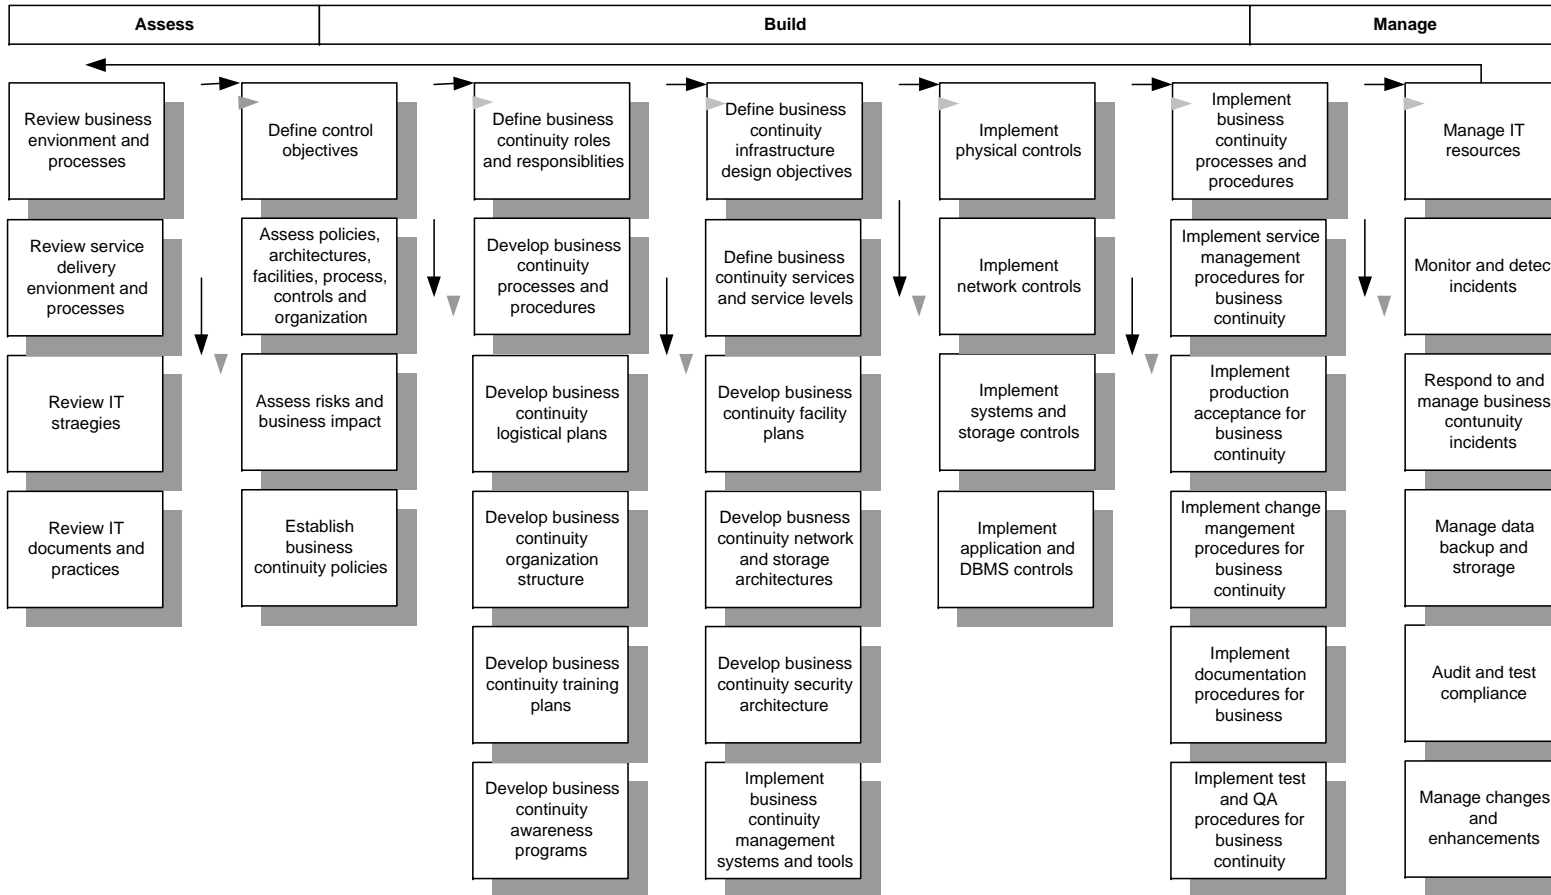 Assess
Build
Manage
Review business
envionment and
processes
Review service
delivery
envionment and
processes
Review IT
straegies
Review IT
documents and
practices
Define control
objectives
Assess policies,
architectures,
facilities, process,
controls and
organization
Assess risks and
business impact
Establish
business
continuity policies
Define business
continuity roles
and responsiblities
Develop business
continuity
processes and
procedures
Develop business
continuity
logistical plans
Develop business
continuity
organization
structure
Develop business
continuity training
plans
Develop business
continuity
awareness
programs
Define business
continuity
infrastructure
design objectives
Define business
continuity services
and service levels
Develop business
continuity facility
plans
Develop busness
continuity network
and storage
architectures
Develop business
continuity security
architecture
Implement
business
continuity
management
systems and tools
Implement
physical controls
Implement
network controls
Implement
systems and
storage controls
Implement
application and
DBMS controls
Implement
business
continuity
processes and
procedures
Implement service
management
procedures for
business
continuity
Implement
production
acceptance for
business
continuity
Implement change
mangement
procedures for
business
continuity
Implement
documentation
procedures for
business
Implement test
and QA
procedures for
business
continuity
Manage IT
resources
Monitor and detec
incidents
Respond to and
manage business
contunuity
incidents
Manage data
backup and
strorage
Audit and test
compliance
Manage changes
and
enhancements